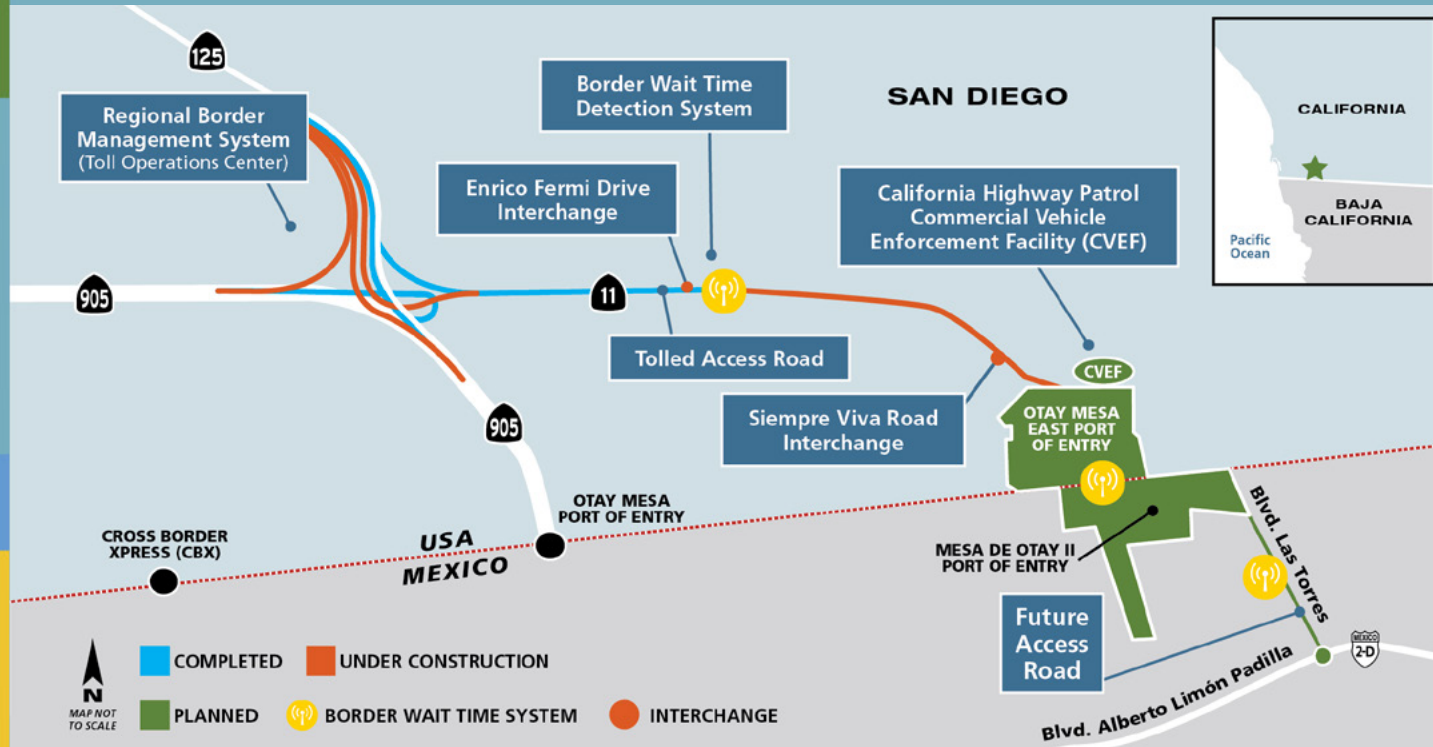 125
Regional Border
Management System
(Toll Operations Center)
Border Wait Time
Detection System
SAN DIEGO
CALIFORNIA
BAJA
CALIFORNIA
Pacific
Ocean
Enrico Fermi Drive
Interchange
California Highway Patrol
Commercial Vehicle
Enforcement Facility (CVEF)
905
11
Tolled Access Road
CVEF
Siempre Viva Road
Interchange
OTAY MESA
EAST PORT
OF ENTRY
905
OTAY MESA
PORT OF ENTRY
CROSS BORDER
XPRESS (CBX)
USA
MEXICO
MESA DE OTAY II
PORT OF ENTRY
Blvd. Las Torres
Future
Access
Road
MEXICO
2-D
Blvd. Alberto Limón Padilla
N
MAP NOT
TO SCALE
COMPLETED
UNDER CONSTRUCTION
PLANNED
BORDER WAIT TIME SYSTEM
INTERCHANGE